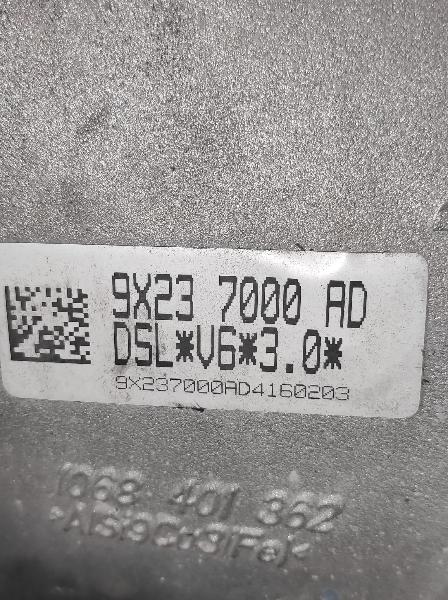 9X23 7000 AD
DSL*V6*3.0*
9X237000AD4160203
1068 401 362
>AlSi9Cu3(Fe)<